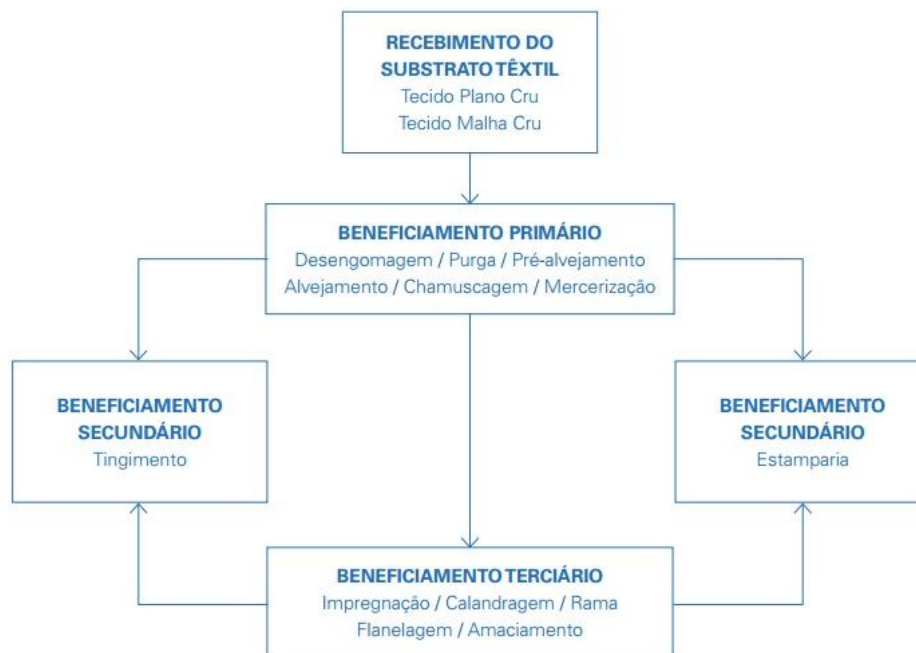 RECEBIMENTO DO
SUBSTRATO TÊXTIL
Tecido Plano Cru
Tecido Malha Cru
BENEFICIAMENTO PRIMÁRIO
Desengomagem / Purga / Pré-alvejamento
Alvejamento / Chamuscagem / Mercerização
BENEFICIAMENTO
SECUNDÁRIO
Tingimento
BENEFICIAMENTO
SECUNDÁRIO
Estamparia
BENEFICIAMENTO TERCIÁRIO
Impregnação / Calandragem / Rama
Flanelagem / Amaciamento